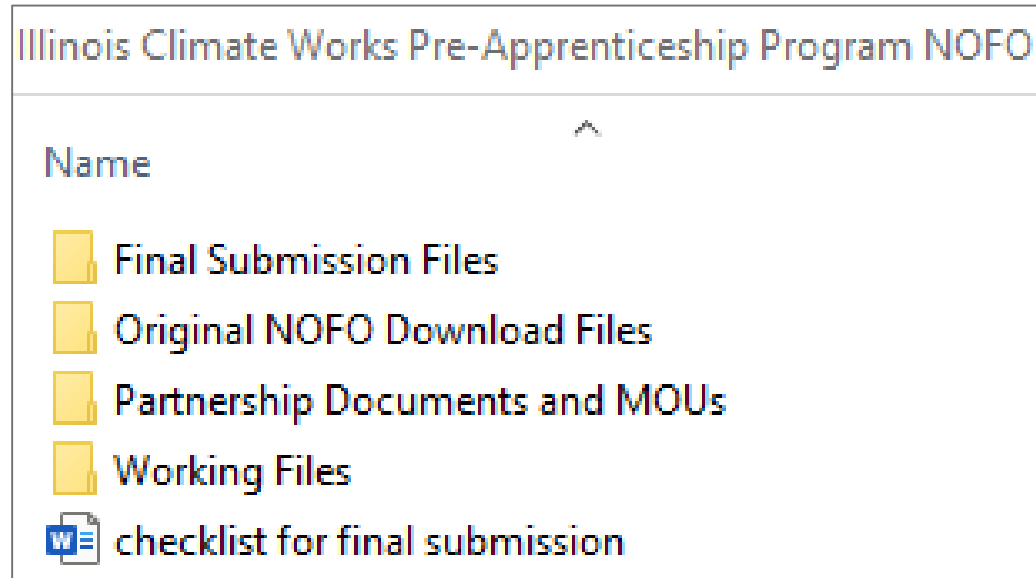 Illinois Climate Works Pre-Apprenticeship Program NOFO
Name
Final Submission Files
Original NOFO Download Files
Partnership Documents and MOUs
Working Files
checklist for final submission